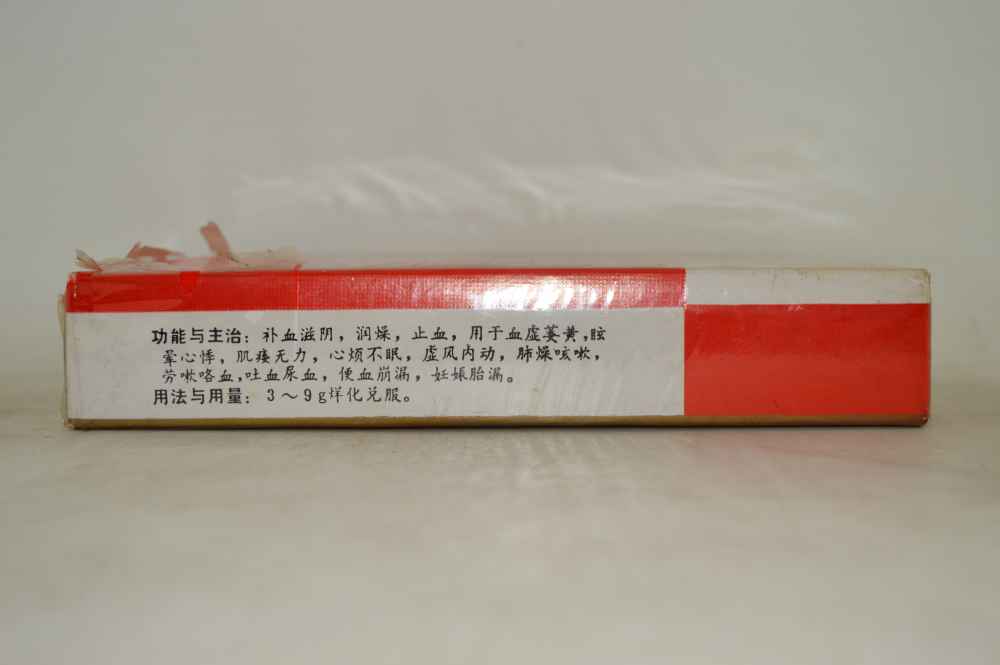 功能与主治：补血滋阴，润燥，止血，用于血虚萎黄，眩
晕心悸，肌痿无力，心烦不眠，虚风内动，肺燥咳嗽，
劳嗽咯血，吐血尿血，便血崩漏，妊娠胎漏。
用法与用量：3～9g烊化兑服。